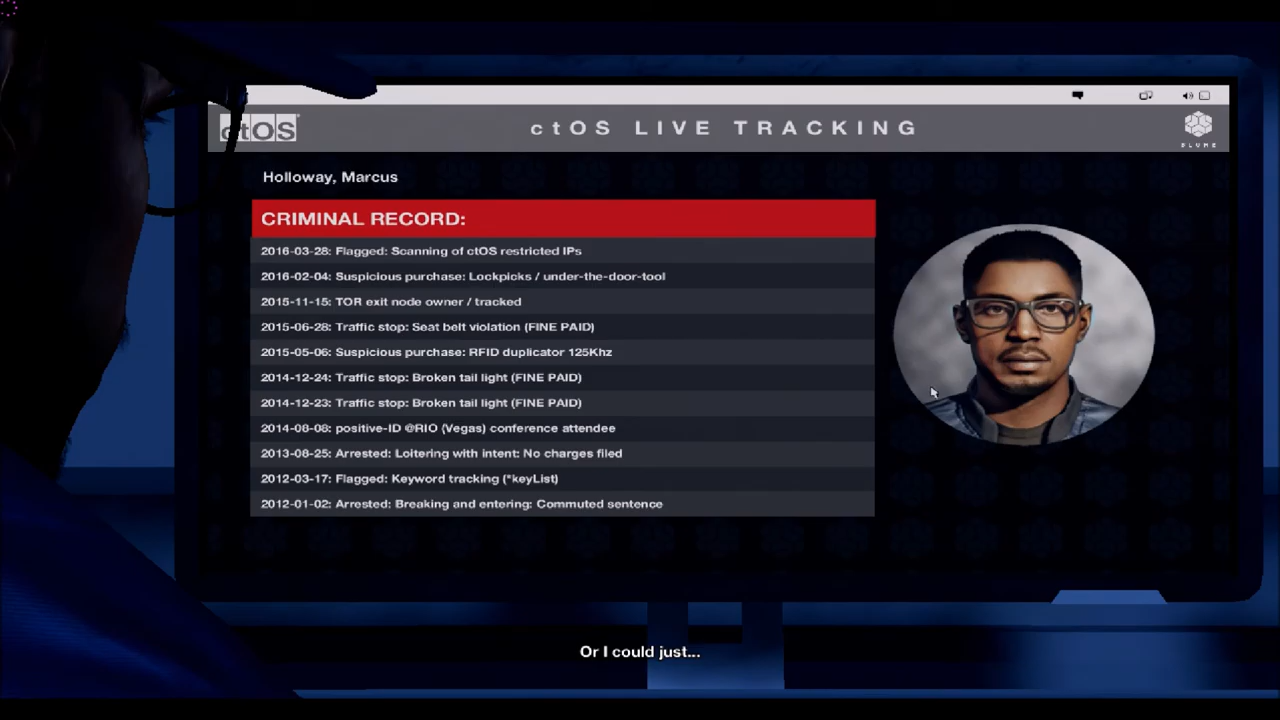 ctOS
ctOS LIVE TRACKING
BLUME
Holloway, Marcus
CRIMINAL RECORD:
2016-03-28: Flagged: Scanning of ctOS restricted IPs
2016-02-04: Suspicious purchase: Lockpicks / under-the-door-tool
2015-11-15: TOR exit node owner / tracked
2015-06-28: Traffic stop: Seat belt violation (FINE PAID)
2015-05-06: Suspicious purchase: RFID duplicator 125Khz
2014-12-24: Traffic stop: Broken tail light (FINE PAID)
2014-12-23: Traffic stop: Broken tail light (FINE PAID)
2014-08-08: positive-ID @RIO (Vegas) conference attendee
2013-08-25: Arrested: Loitering with intent: No charges filed
2012-03-17: Flagged: Keyword tracking (*keyList)
2012-01-02: Arrested: Breaking and entering: Commuted sentence
Or I could just...